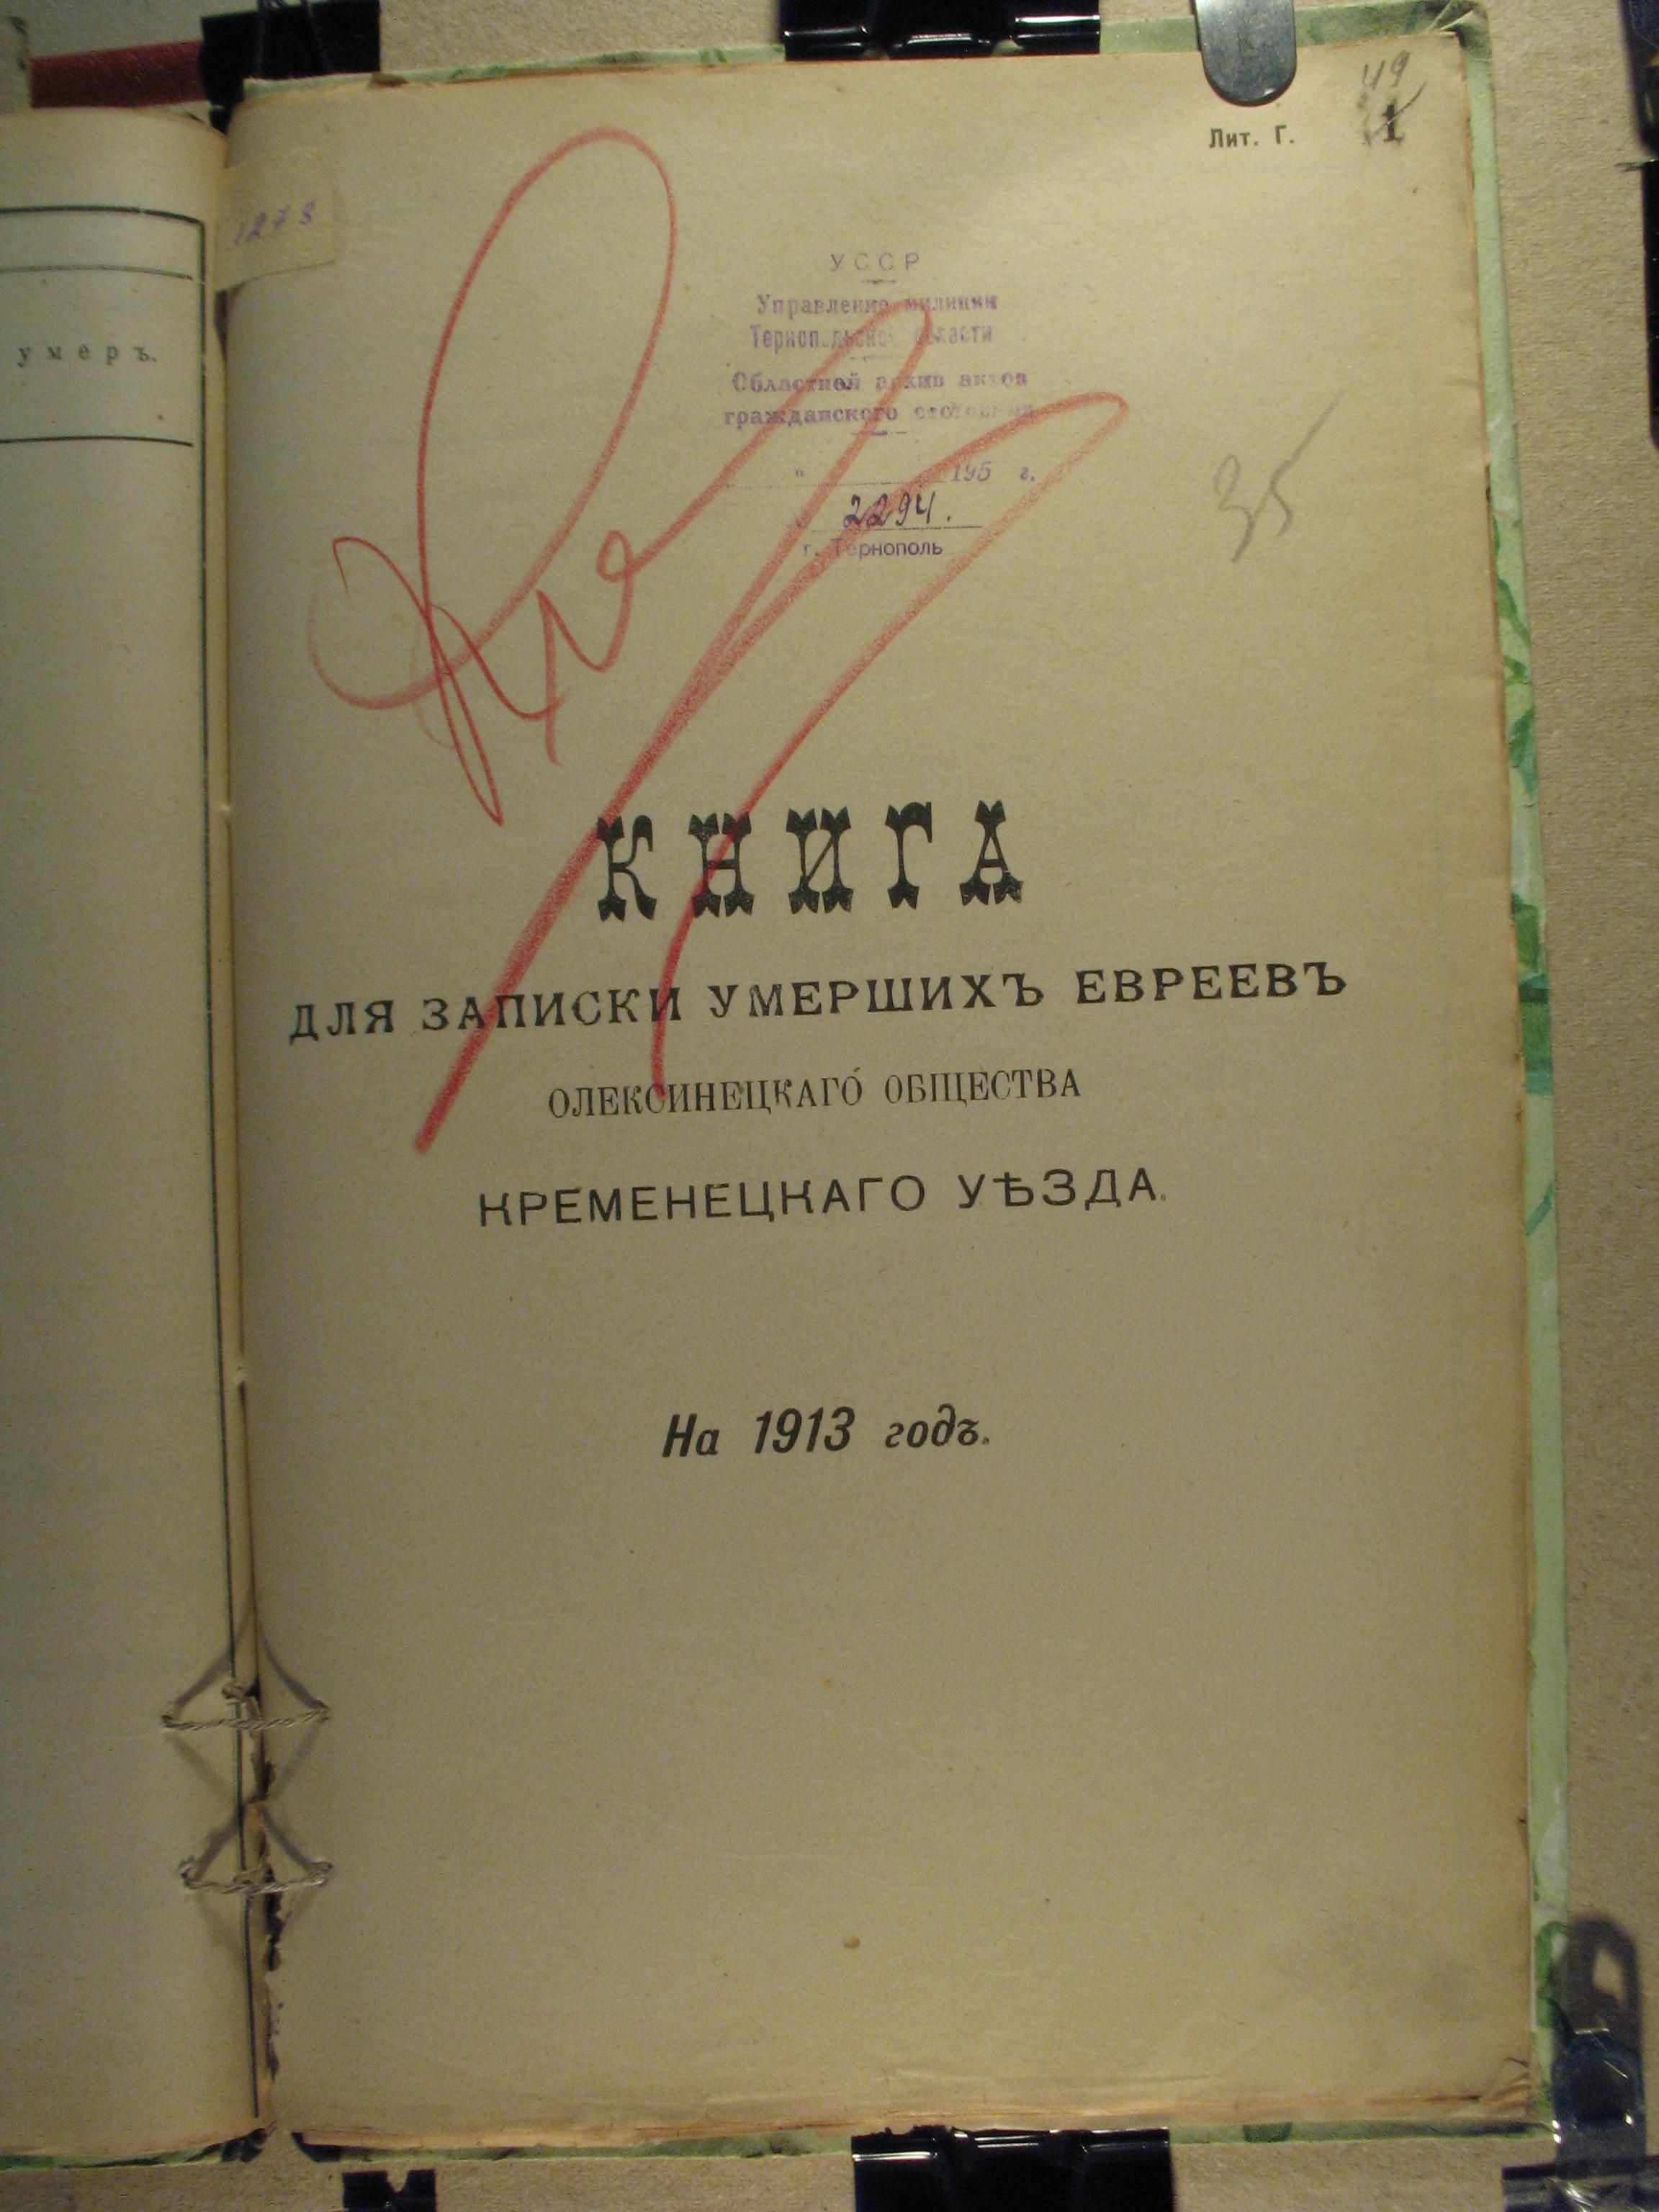 умеръ.
1278
49
Лит. Г. 1
УССР
Управление милиции
Тернопольской области
Областной архив актов
гражданского состояния
" 195 г.
2294.
г. Тернополь
35
КНИГА
ДЛЯ ЗАПИСКИ УМЕРШИХЪ ЕВРЕЕВЪ
ОЛЕКСИНЕЦКАГО ОБЩЕСТВА
КРЕМЕНЕЦКАГО УѢЗДА.
На 1913 годъ.